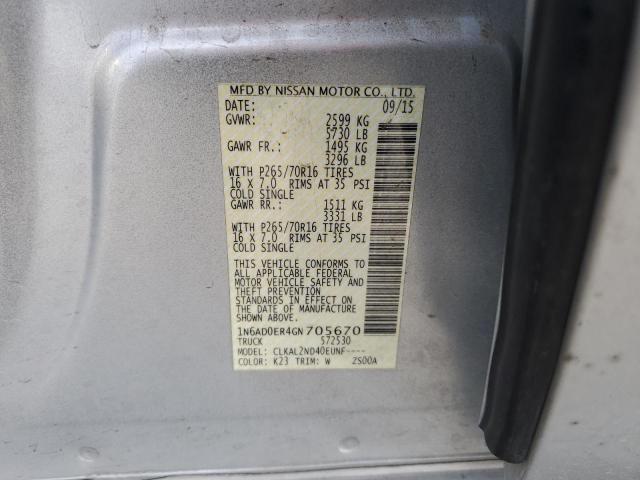 MFD BY NISSAN MOTOR CO., LTD.
DATE: 09/15
GVWR: 2599 KG
5730 LB
GAWR FR.: 1495 KG
3296 LB
WITH P265/70R16 TIRES
16 X 7.0 RIMS AT 35 PSI
COLD SINGLE
GAWR RR.: 1511 KG
3331 LB
WITH P265/70R16 TIRES
16 X 7.0 RIMS AT 35 PSI
COLD SINGLE
THIS VEHICLE CONFORMS TO
ALL APPLICABLE FEDERAL
MOTOR VEHICLE SAFETY AND
THEFT PREVENTION
STANDARDS IN EFFECT ON
THE DATE OF MANUFACTURE
SHOWN ABOVE.
1N6AD0ER4GN705670
TRUCK 572530
MODEL: CLKAL2ND40EUNF----
COLOR: K23 TRIM: W ZS00A